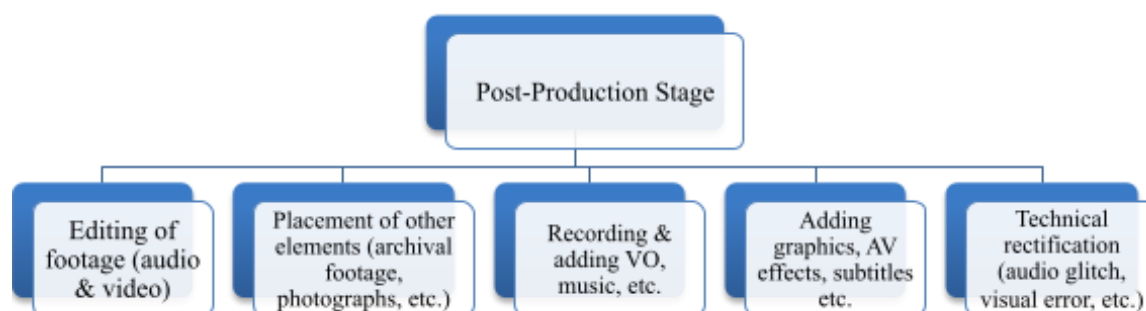 Post-Production Stage
Editing of
footage (audio
& video)
Placement of other
elements (archival
footage,
photographs, etc.)
Recording &
adding VO,
music, etc.
Adding
graphics, AV
effects, subtitles
etc.
Technical
rectification
(audio glitch,
visual error, etc.)